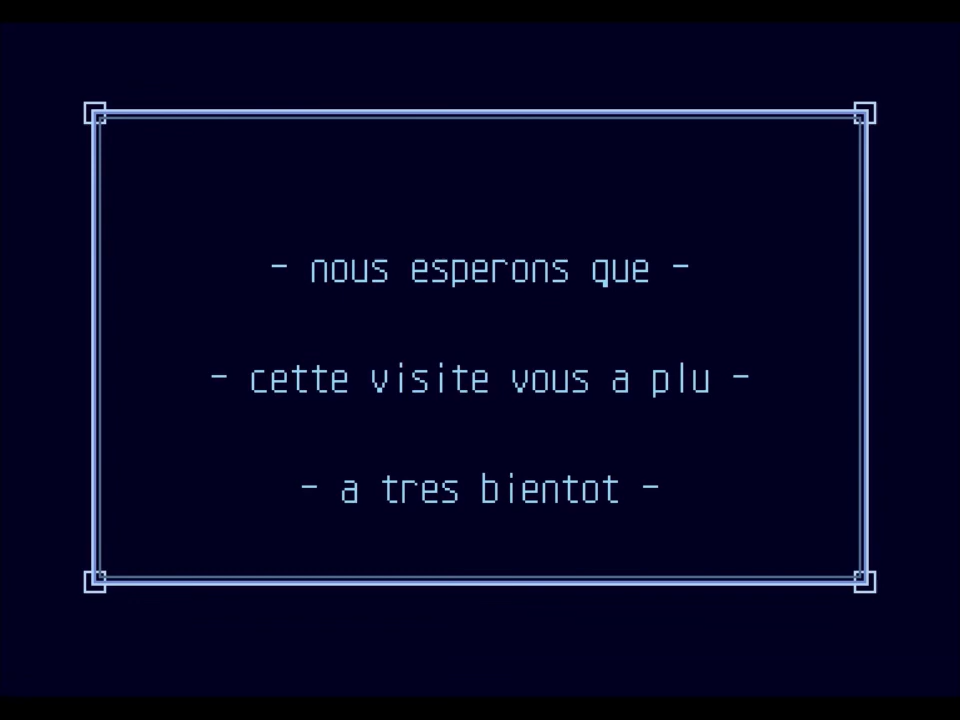 - nous esperons que -
- cette visite vous a plu -
- a tres bientot -